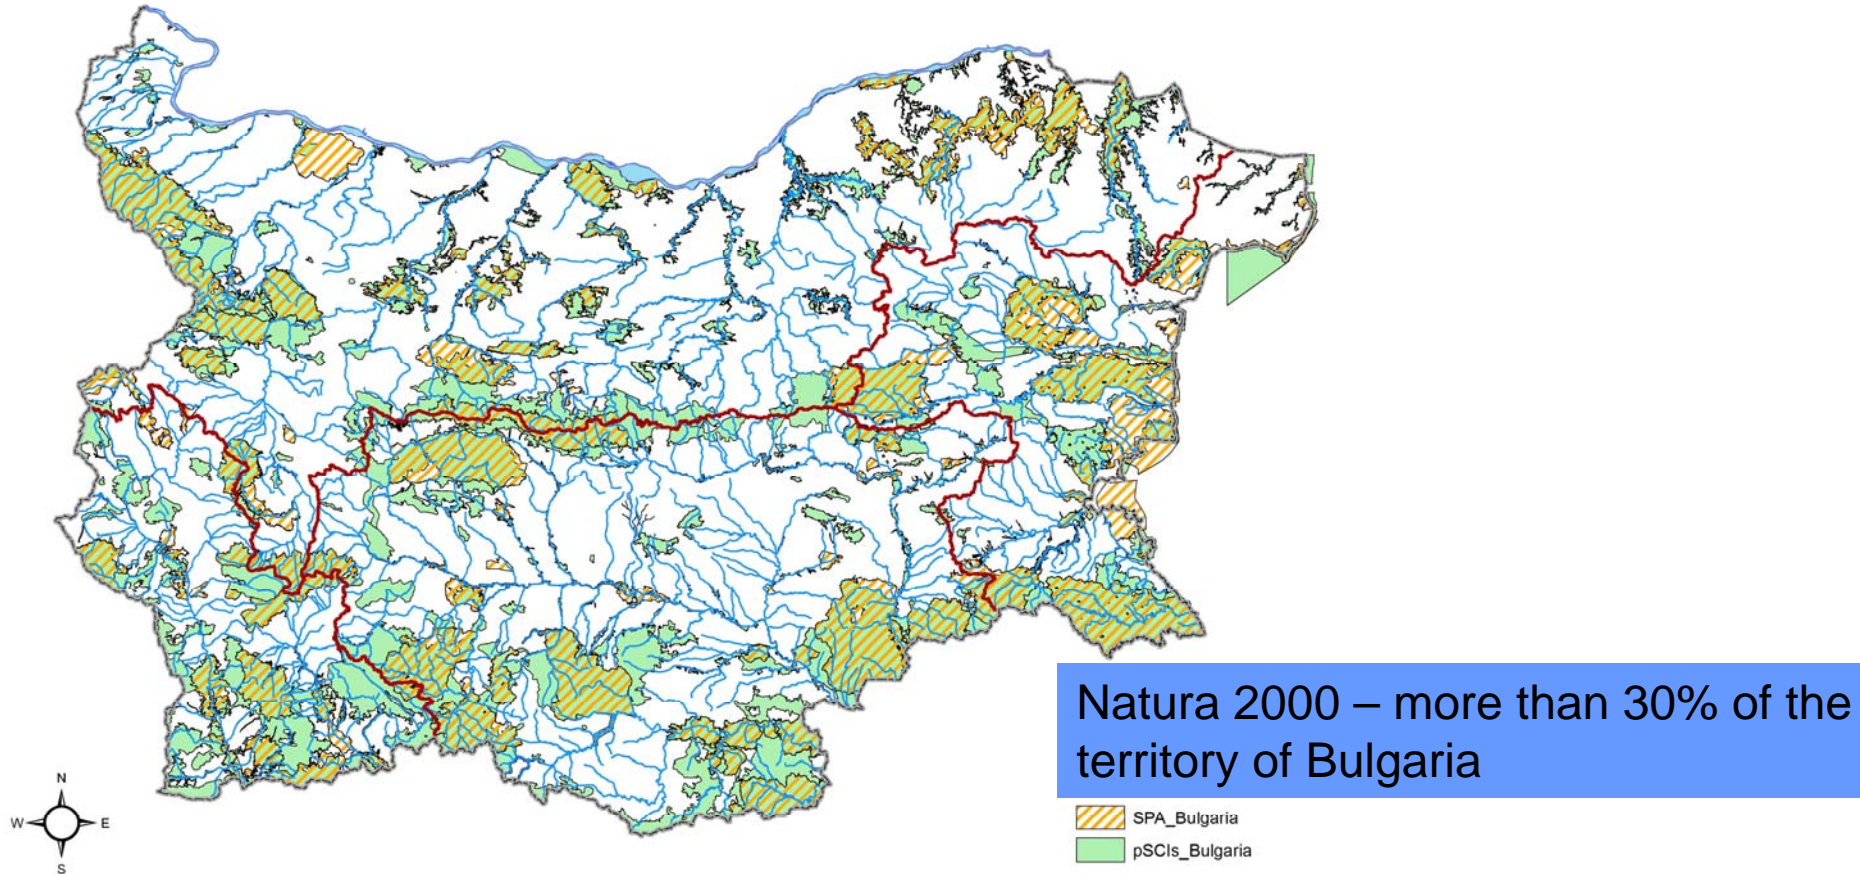 Natura 2000 – more than 30% of the
territory of Bulgaria
SPA_Bulgaria
pSCIs_Bulgaria
N
W E
S